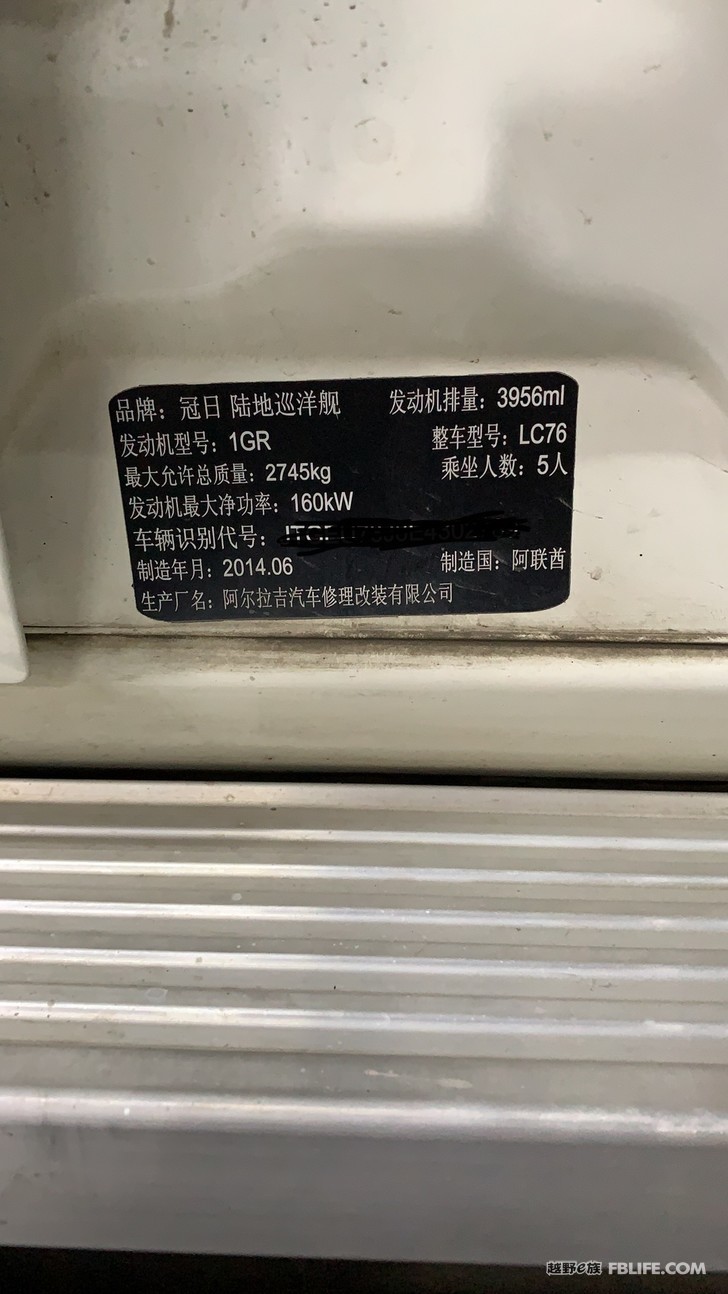 品牌：冠日 陆地巡洋舰 发动机排量：3956ml
发动机型号：1GR 整车型号：LC76
最大允许总质量：2745kg 乘坐人数：5人
发动机最大净功率：160kW
车辆识别代号：
制造年月：2014.06 制造国：阿联酋
生产厂名：阿尔拉吉汽车修理改装有限公司
越野e族 FBLIFE.COM